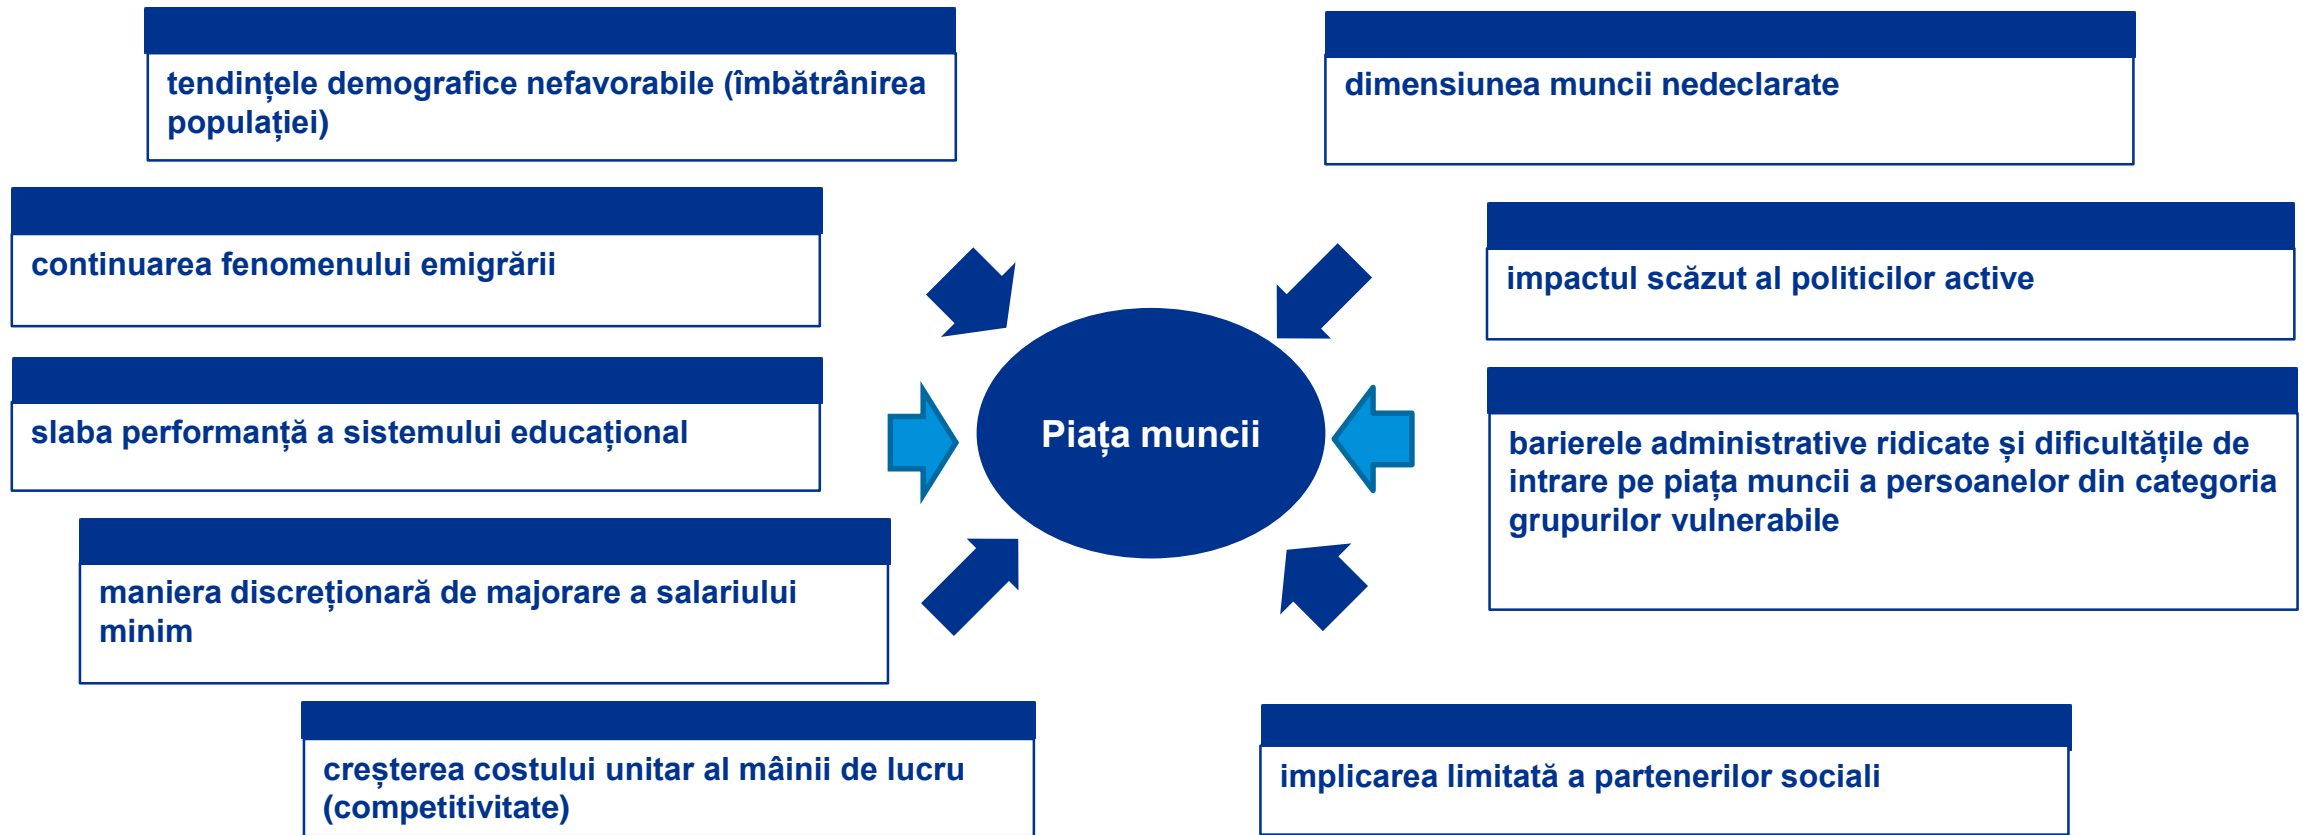 tendințele demografice nefavorabile (îmbătrânirea
populației)
dimensiunea muncii nedeclarate
continuarea fenomenului emigrării
impactul scăzut al politicilor active
slaba performanță a sistemului educațional
Piața muncii
barierele administrative ridicate și dificultățile de
intrare pe piața muncii a persoanelor din categoria
grupurilor vulnerabile
maniera discreționară de majorare a salariului
minim
creșterea costului unitar al mâinii de lucru
(competitivitate)
implicarea limitată a partenerilor sociali